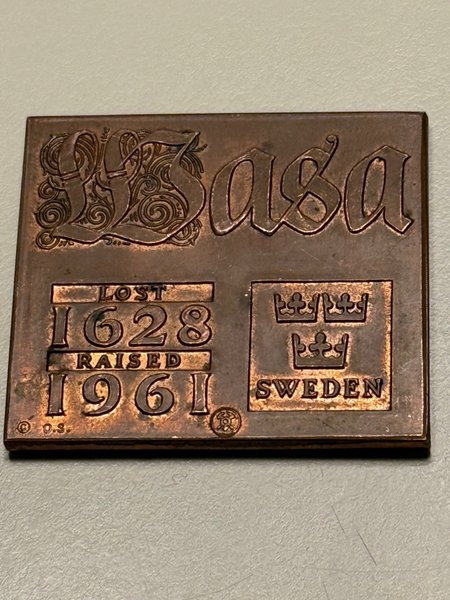 Wasa
LOST
1628
RAISED
1961
SWEDEN
© O.S.